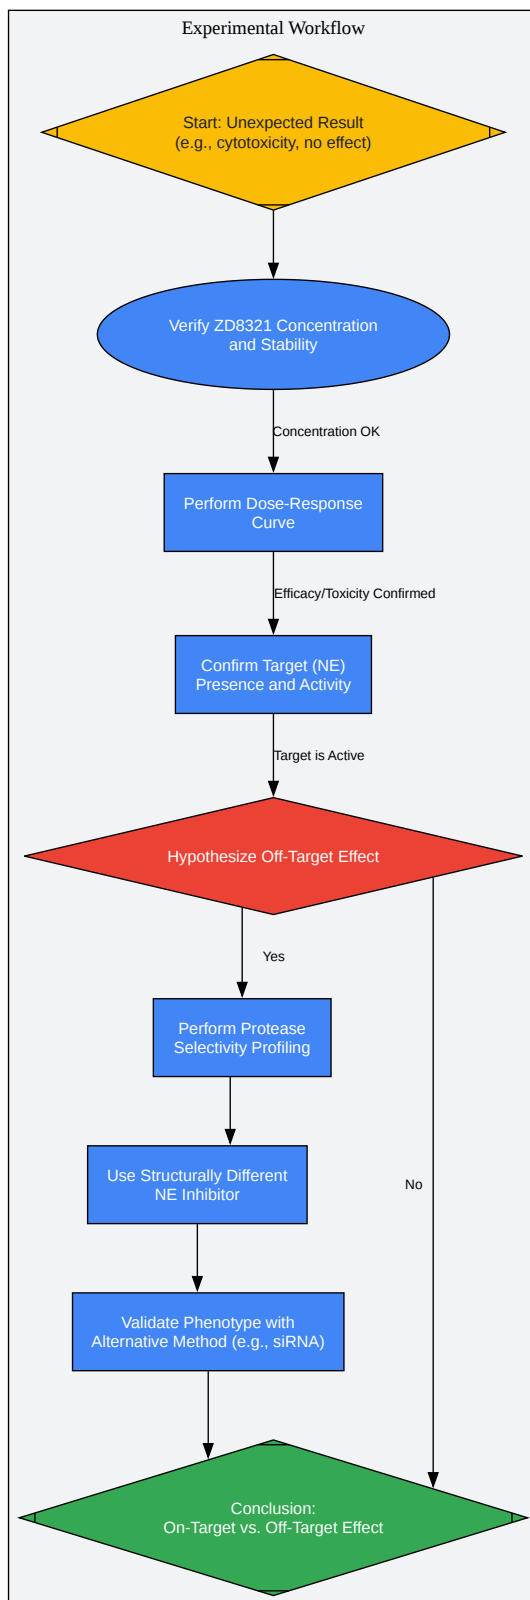 Experimental Workflow
Start: Unexpected Result
(e.g., cytotoxicity, no effect)
Verify ZD8321 Concentration
and Stability
Concentration OK
Perform Dose-Response
Curve
Efficacy/Toxicity Confirmed
Confirm Target (NE)
Presence and Activity
Target is Active
Hypothesize Off-Target Effect
Yes
Perform Protease
Selectivity Profiling
Use Structurally Different
NE Inhibitor
No
Validate Phenotype with
Alternative Method (e.g., siRNA)
Conclusion:
On-Target vs. Off-Target Effect